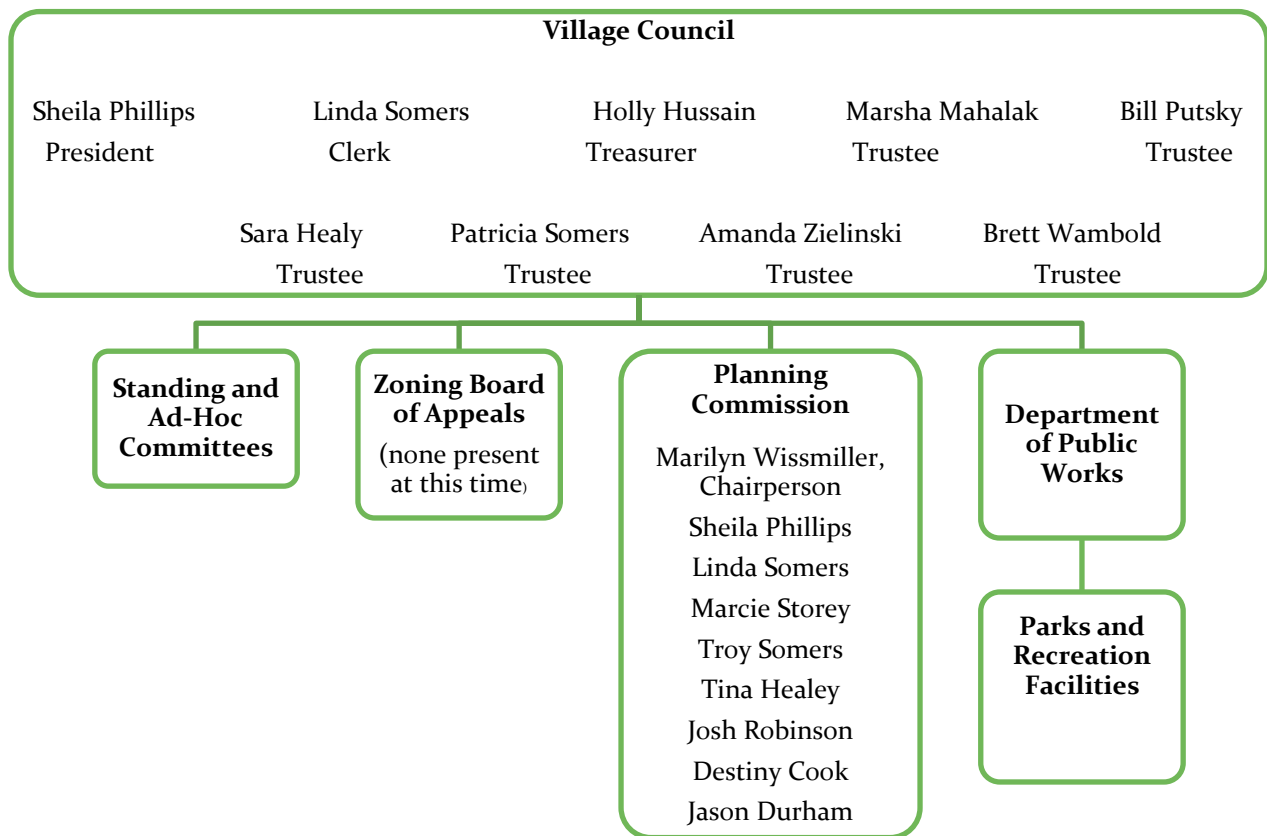 Village Council
Sheila Phillips Linda Somers Holly Hussain Marsha Mahalak Bill Putsky
President Clerk Treasurer Trustee Trustee
Sara Healy Patricia Somers Amanda Zielinski Brett Wambold
Trustee Trustee Trustee Trustee
Standing and
Ad-Hoc
Committees
Zoning Board
of Appeals
(none present
at this time)
Planning
Commission
Marilyn Wissmiller,
Chairperson
Sheila Phillips
Linda Somers
Marcie Storey
Troy Somers
Tina Healey
Josh Robinson
Destiny Cook
Jason Durham
Department
of Public
Works
Parks and
Recreation
Facilities